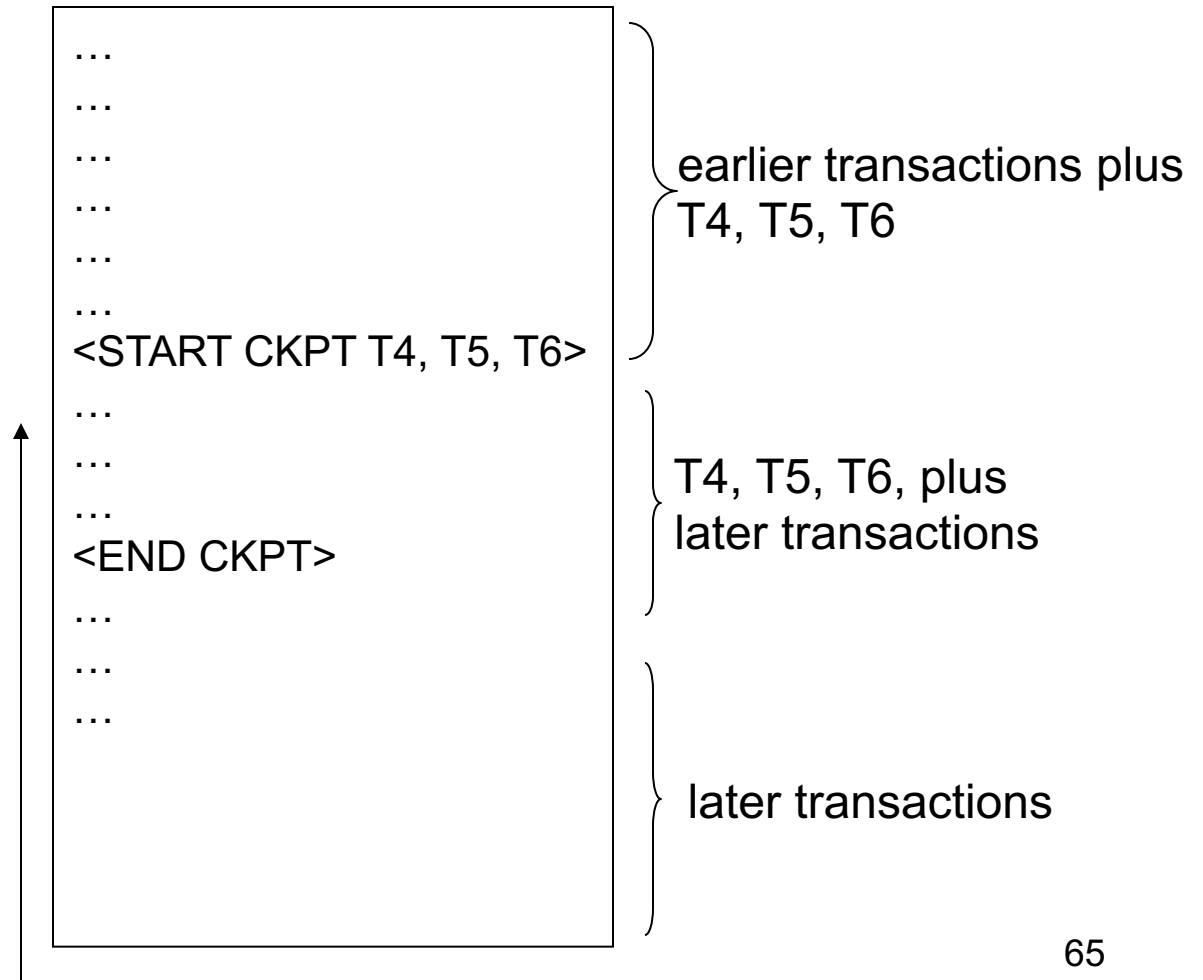 …
…
…
…
…
…
<START CKPT T4, T5, T6>
…
…
…
<END CKPT>
…
…
…
earlier transactions plus
T4, T5, T6
T4, T5, T6, plus
later transactions
later transactions
65